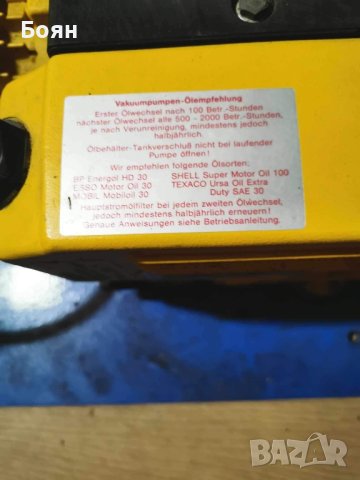 Боян
Vakuumpumpen-Ölempfehlung
Erster Ölwechsel nach 100 Betr.-Stunden
nächster Ölwechsel alle 500 - 2000 Betr.-Stunden,
je nach Verunreinigung, mindestens jedoch
halbjährlich.
Ölbehälter-Tankverschluß nicht bei laufender
Pumpe öffnen!
Wir empfehlen folgende Ölsorten:
BP Energol HD 30 SHELL Super Motor Oil 100
ESSO Motor Oil 30 TEXACO Ursa Oil Extra
MOBIL Mobiloil 30 Duty SAE 30
Hauptstromölfilter bei jedem zweiten Ölwechsel,
jedoch mindestens halbjährlich erneuern!
Genaue Anweisungen siehe Betriebsanleitung.
BAZAR
bg